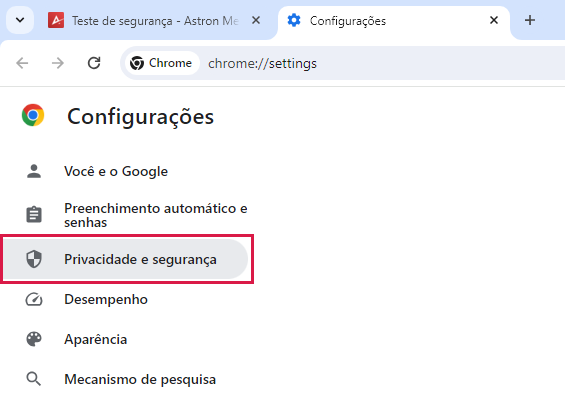 Teste de segurança - Astron Me
Configurações
Chrome
chrome://settings
Configurações
Você e o Google
Preenchimento automático e
senhas
Privacidade e segurança
Desempenho
Aparência
Mecanismo de pesquisa